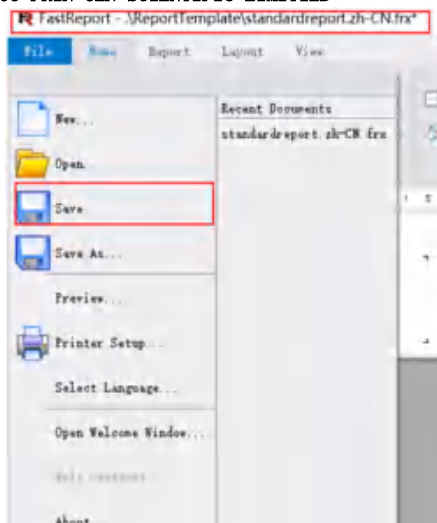 FastReport - .\ReportTemplate\standardreport.zh-CN.frx*
File Home Report Layout View
New...
Open
Save
Save As...
Preview...
Printer Setup...
Select Language...
Open Welcome Window...
About
Recent Documents
standardreport.zh-CN frx